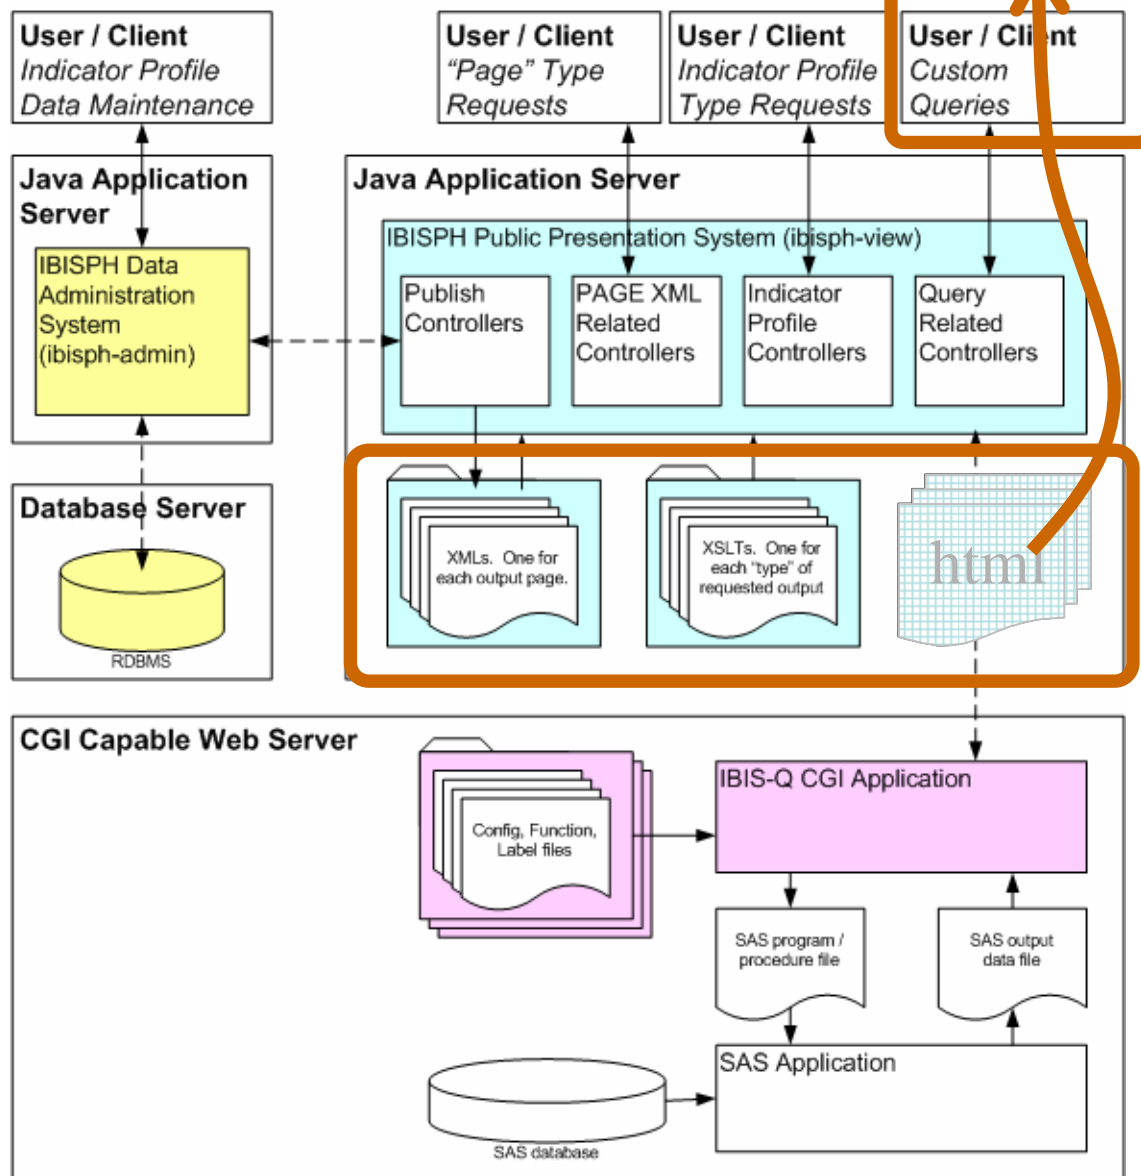 User / Client
Indicator Profile
Data Maintenance
User / Client
“Page” Type
Requests
User / Client
Indicator Profile
Type Requests
User / Client
Custom
Queries
Java Application
Server
IBISPH Data
Administration
System
(ibisph-admin)
Java Application Server
IBISPH Public Presentation System (ibisph-view)
Publish
Controllers
PAGE XML
Related
Controllers
Indicator
Profile
Controllers
Query
Related
Controllers
Database Server
RDBMS
XMLs. One for
each output page.
XSLTs. One for
each “type” of
requested output
html
CGI Capable Web Server
Config, Function,
Label files
IBIS-Q CGI Application
SAS program /
procedure file
SAS output
data file
SAS Application
SAS database